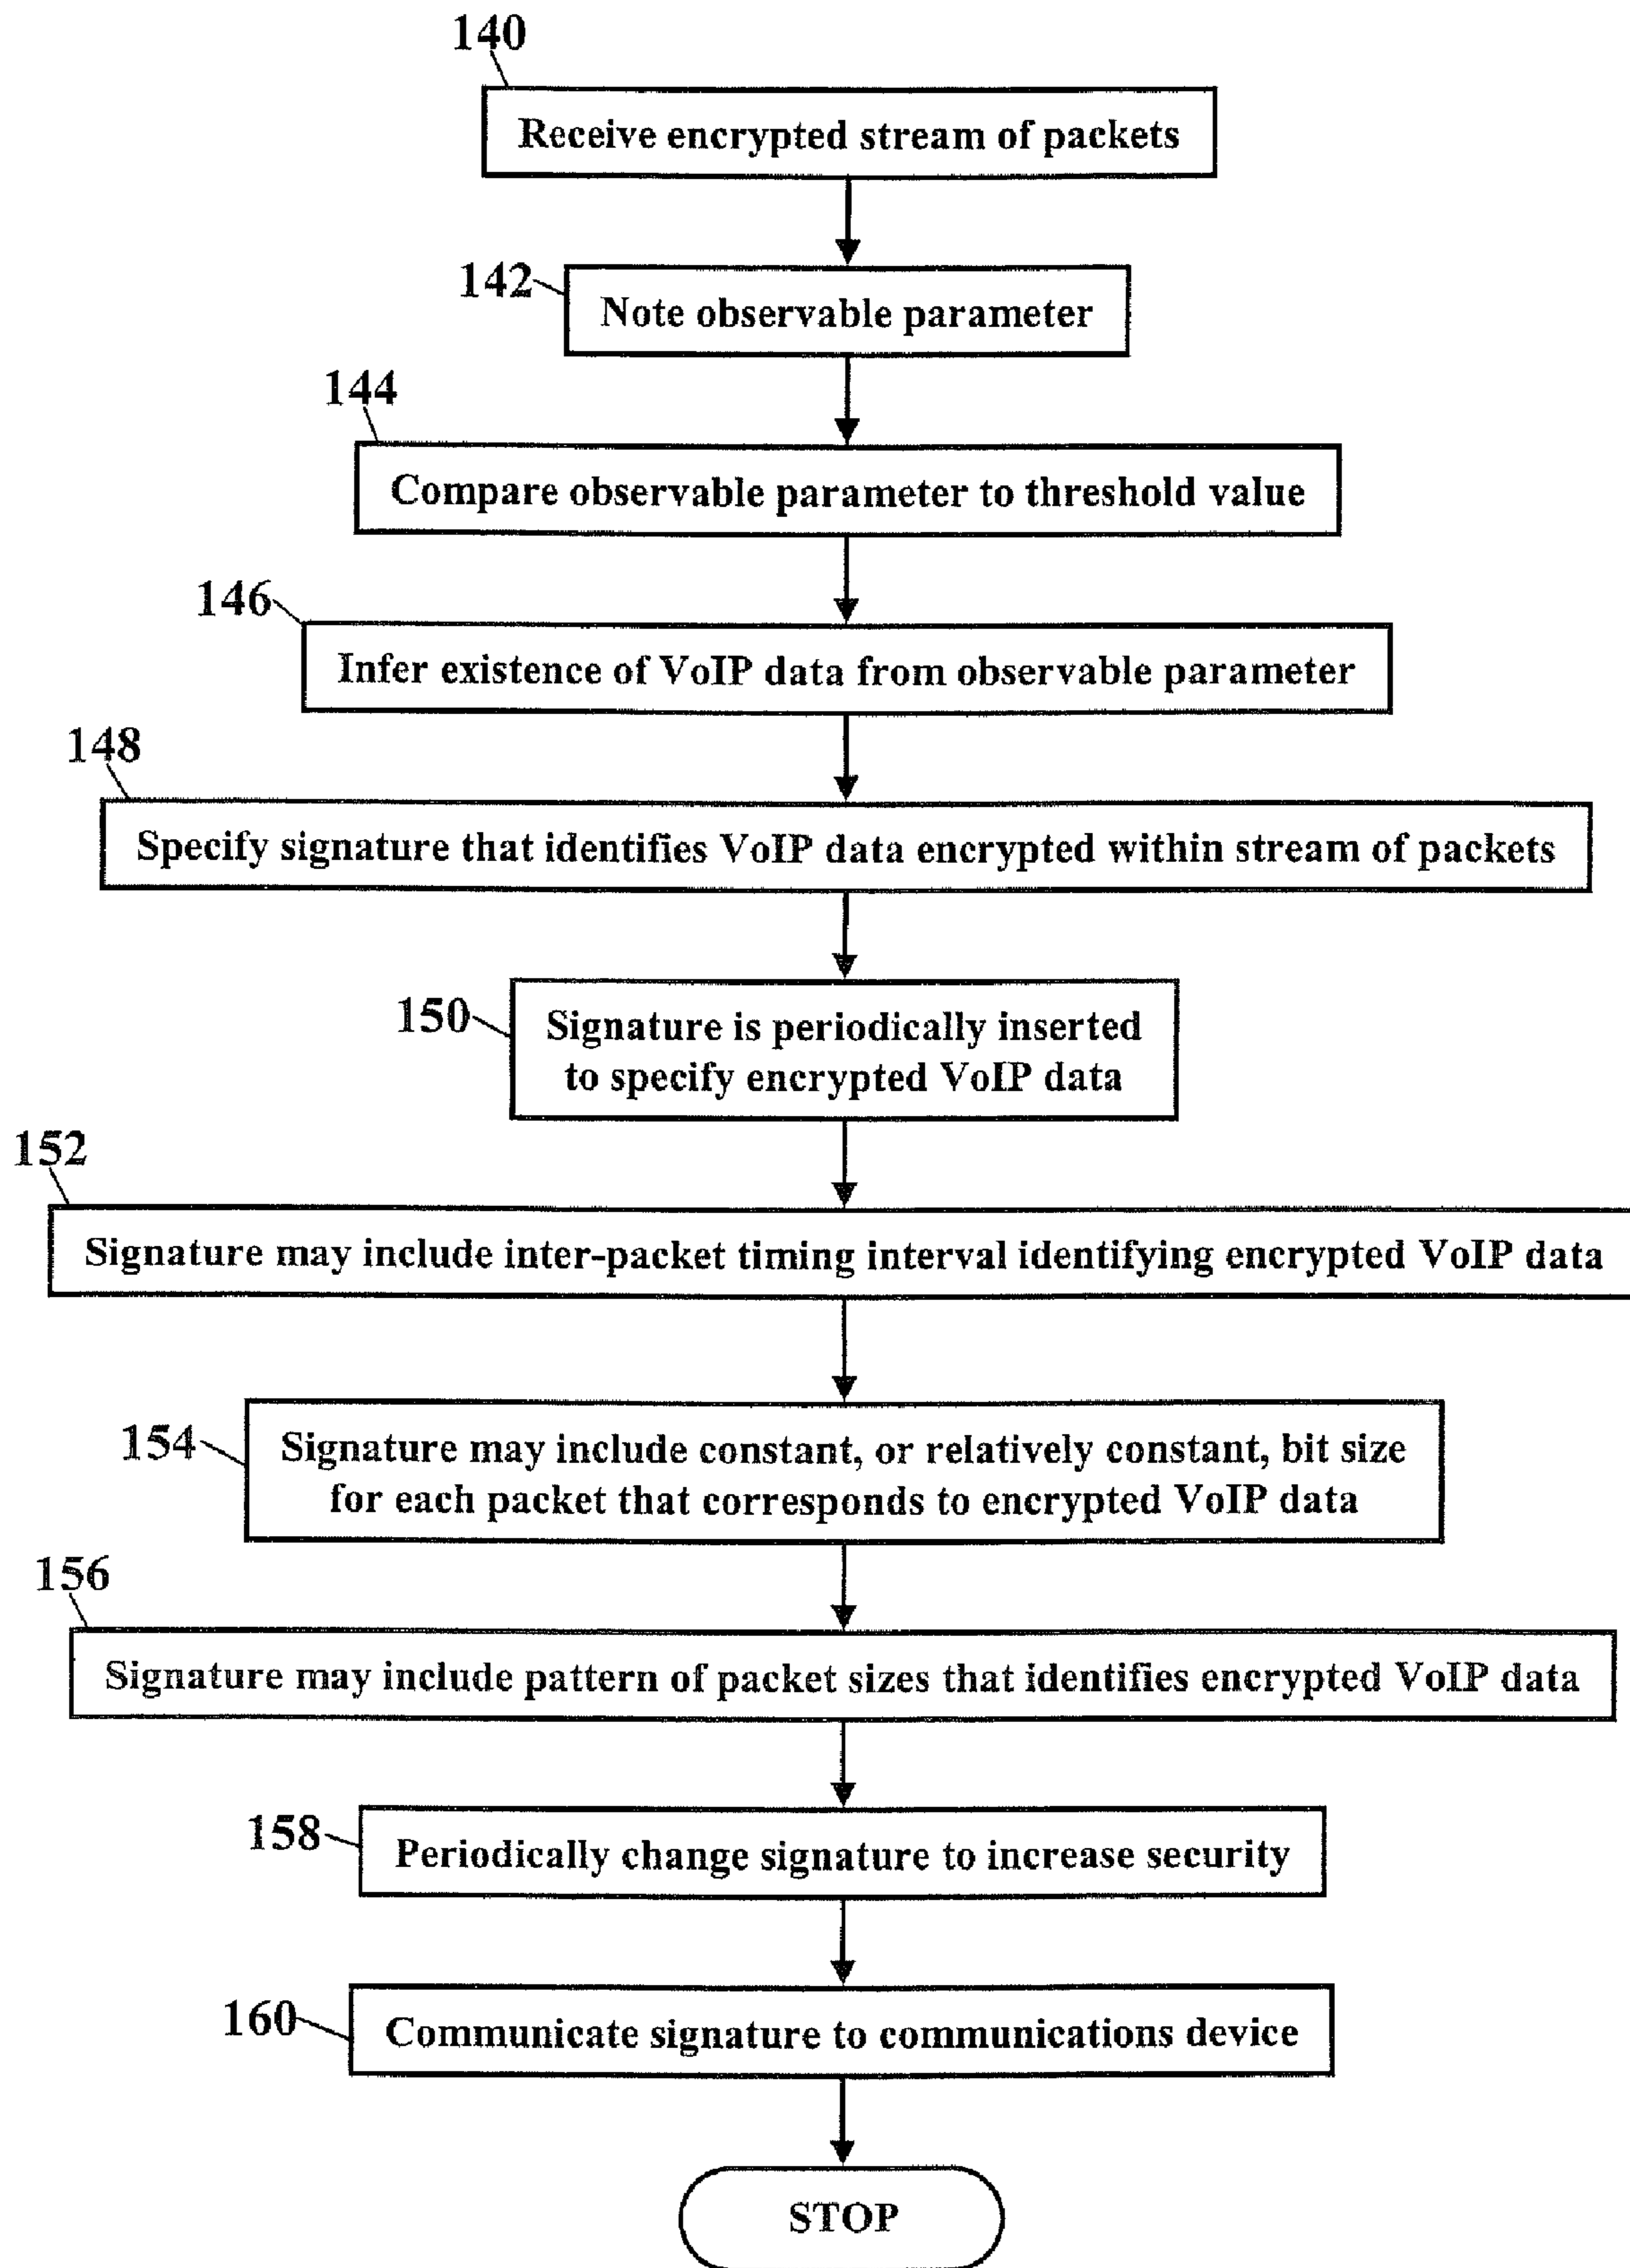 140
Receive encrypted stream of packets
142
Note observable parameter
144
Compare observable parameter to threshold value
146
Infer existence of VoIP data from observable parameter
148
Specify signature that identifies VoIP data encrypted within stream of packets
150
Signature is periodically inserted
to specify encrypted VoIP data
152
Signature may include inter-packet timing interval identifying encrypted VoIP data
154
Signature may include constant, or relatively constant, bit size
for each packet that corresponds to encrypted VoIP data
156
Signature may include pattern of packet sizes that identifies encrypted VoIP data
158
Periodically change signature to increase security
160
Communicate signature to communications device
STOP